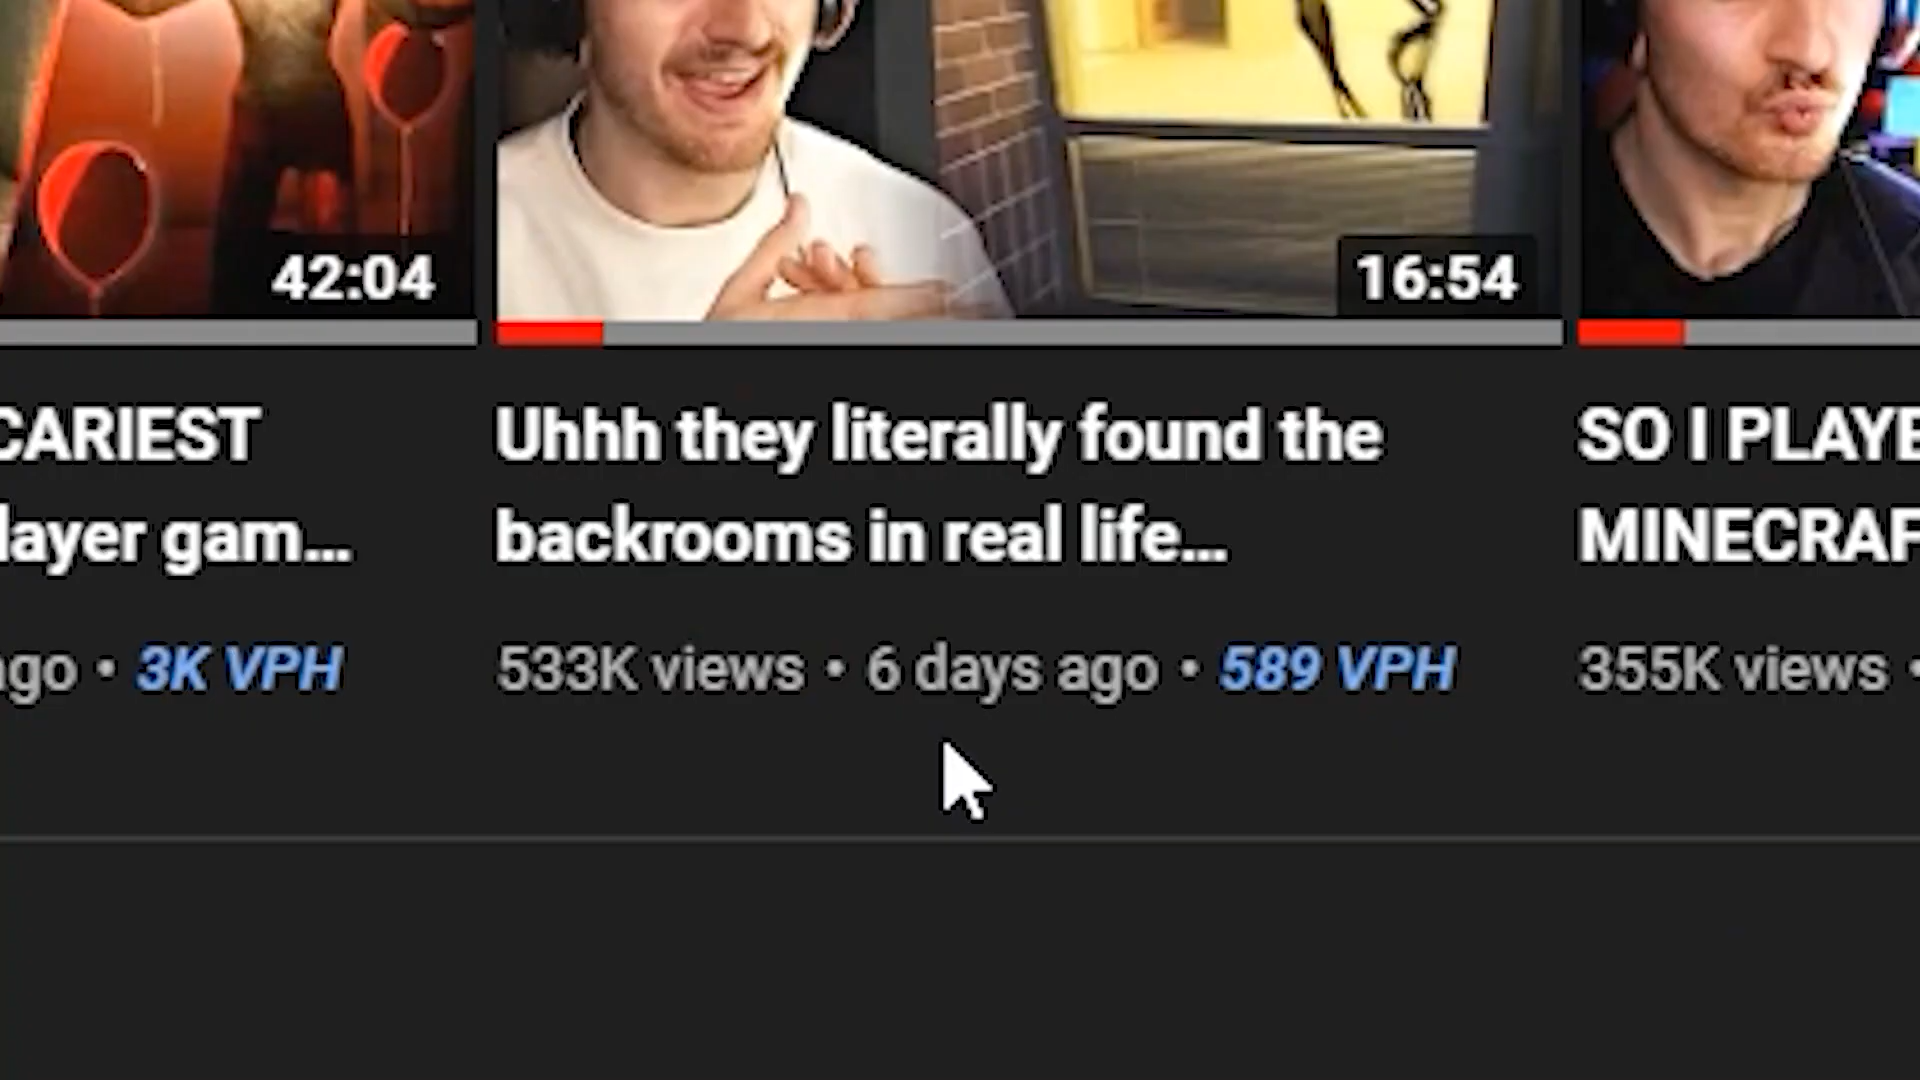 42:04
CARIEST
layer gam...
ago • 3K VPH
16:54
Uhhh they literally found the
backrooms in real life...
533K views • 6 days ago • 589 VPH
SO I PLAYE
MINECRAF
355K views •